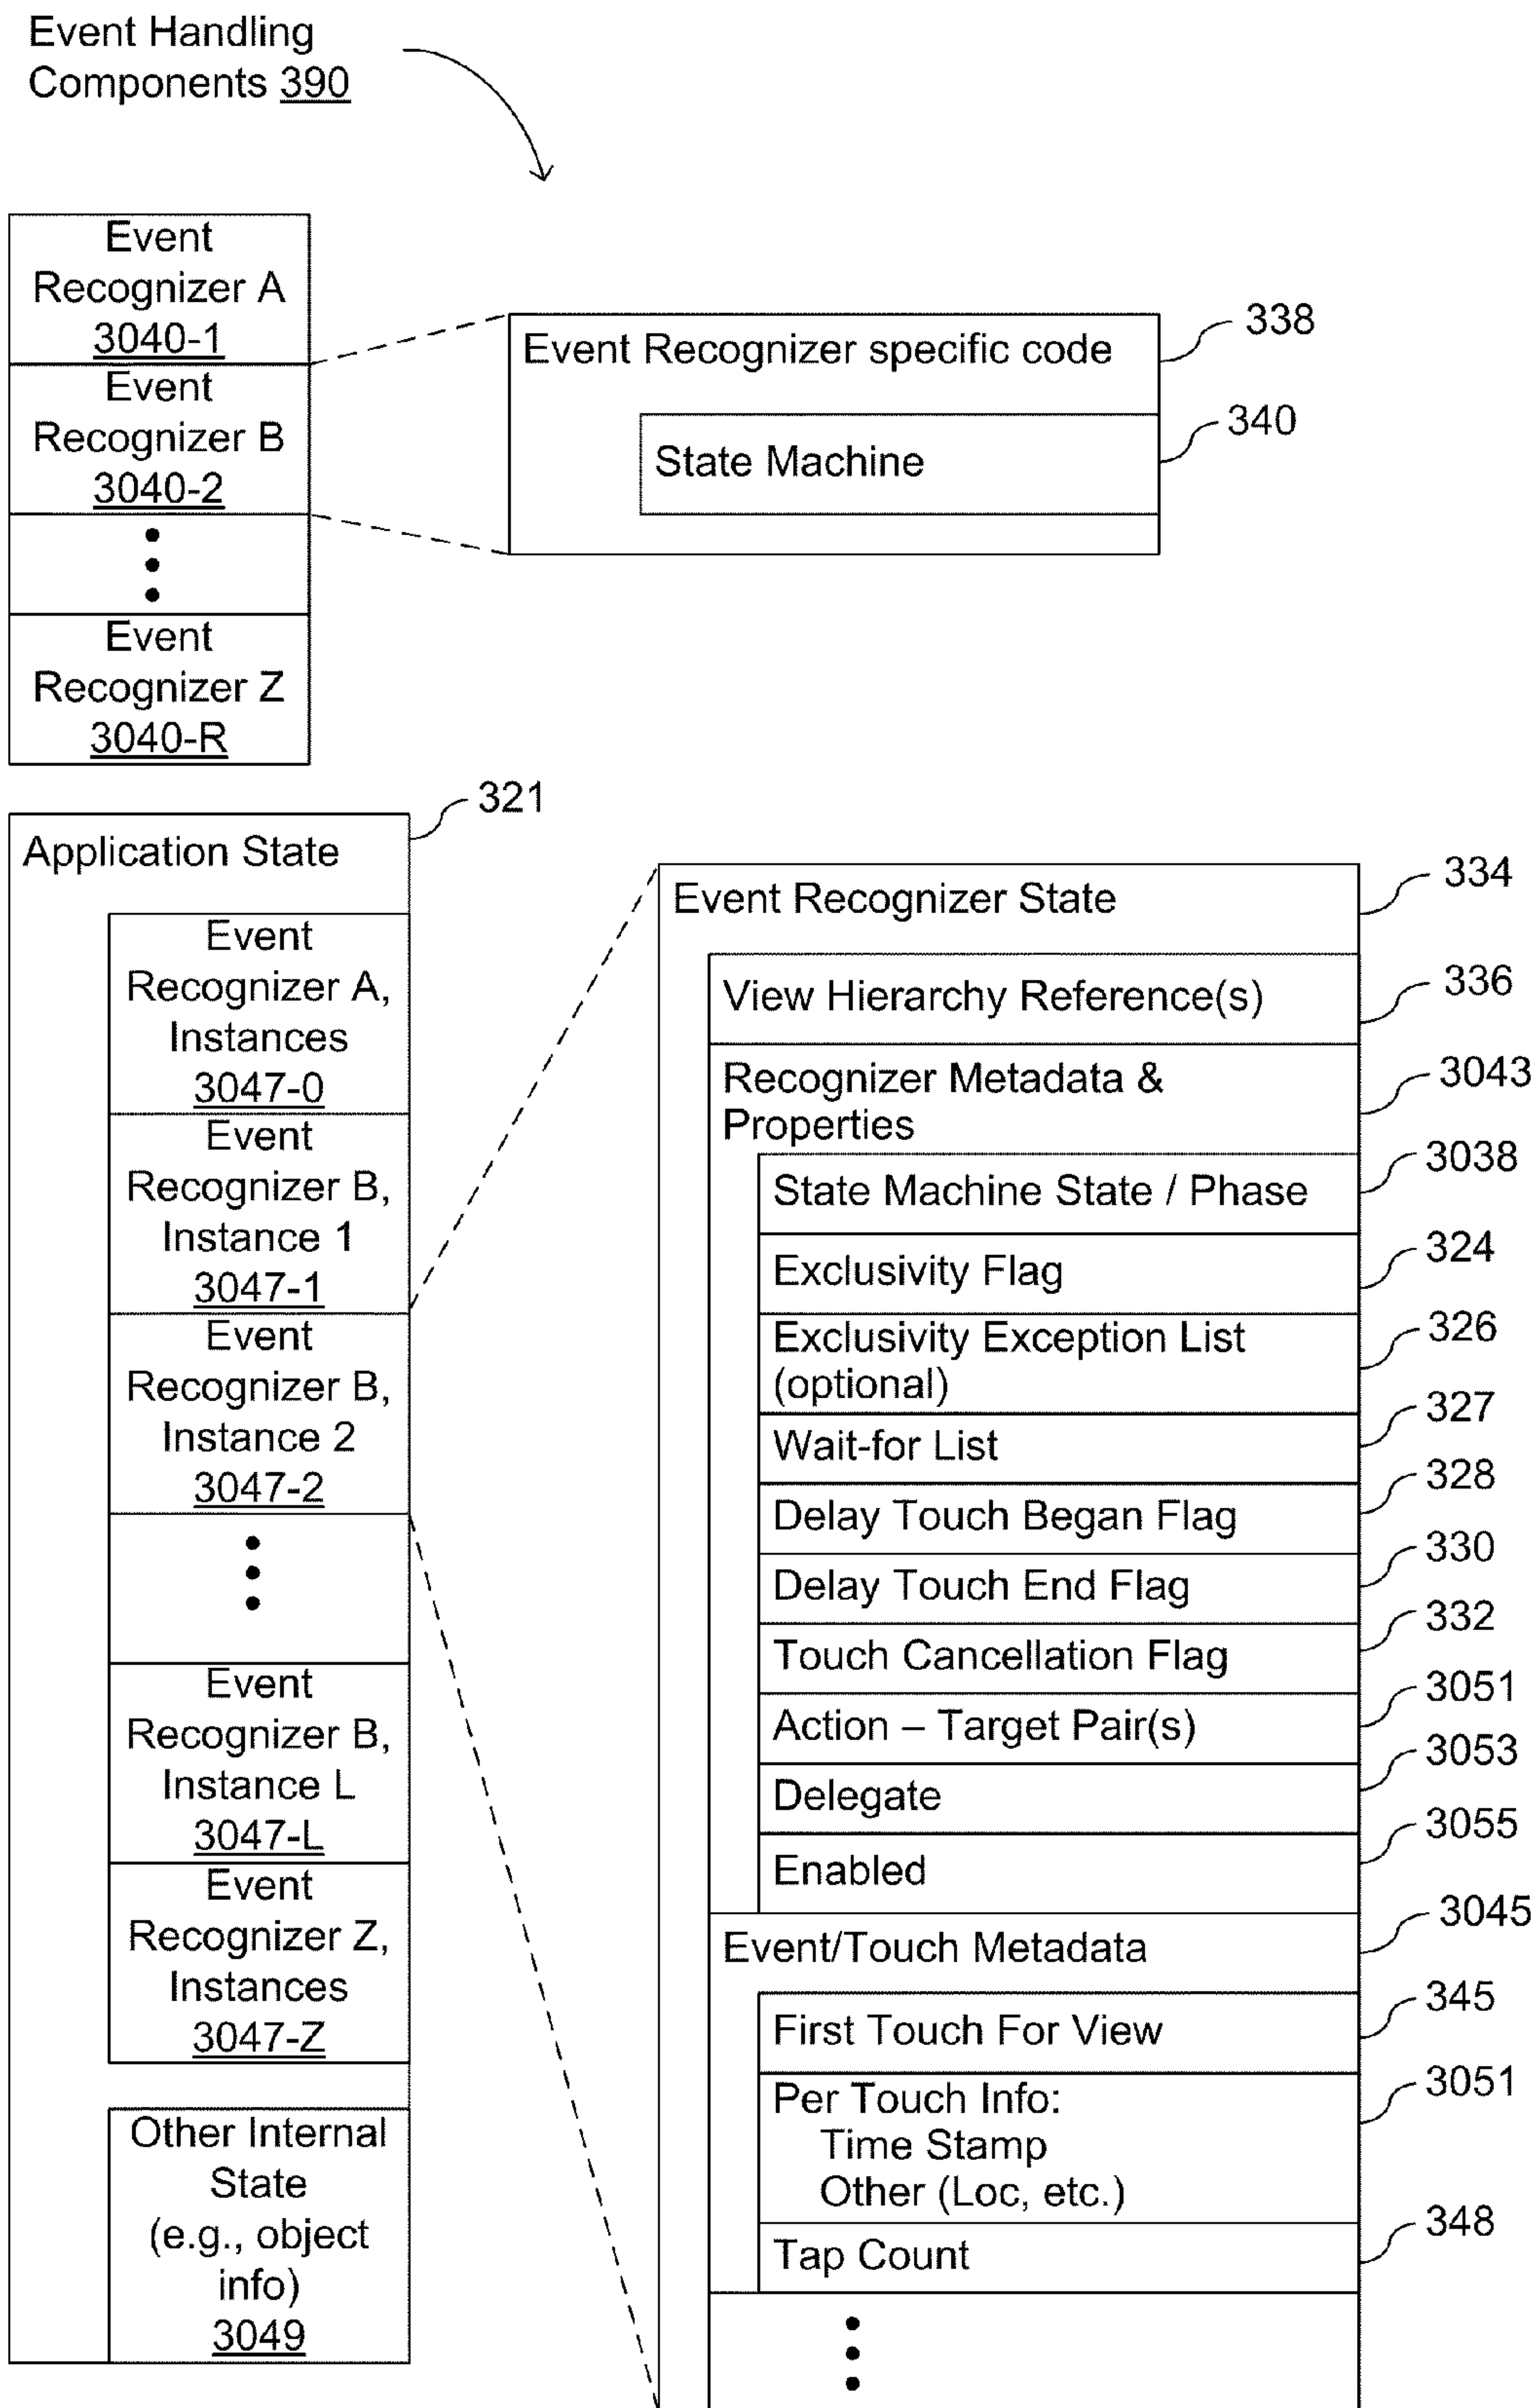 Event Handling
Components 390
Event
Recognizer A
3040-1
Event
Recognizer B
3040-2
Event
Recognizer Z
3040-R
Event Recognizer specific code
338
State Machine
340
Application State
321
Event
Recognizer A,
Instances
3047-0
Event
Recognizer B,
Instance 1
3047-1
Event
Recognizer B,
Instance 2
3047-2
Event
Recognizer B,
Instance L
3047-L
Event
Recognizer Z,
Instances
3047-Z
Other Internal
State
(e.g., object
info)
3049
Event Recognizer State
334
View Hierarchy Reference(s)
336
Recognizer Metadata &
Properties
3043
State Machine State / Phase
3038
Exclusivity Flag
324
Exclusivity Exception List
(optional)
326
Wait-for List
327
Delay Touch Began Flag
328
Delay Touch End Flag
330
Touch Cancellation Flag
332
Action – Target Pair(s)
3051
Delegate
3053
Enabled
3055
Event/Touch Metadata
3045
First Touch For View
345
Per Touch Info:
Time Stamp
Other (Loc, etc.)
3051
Tap Count
348